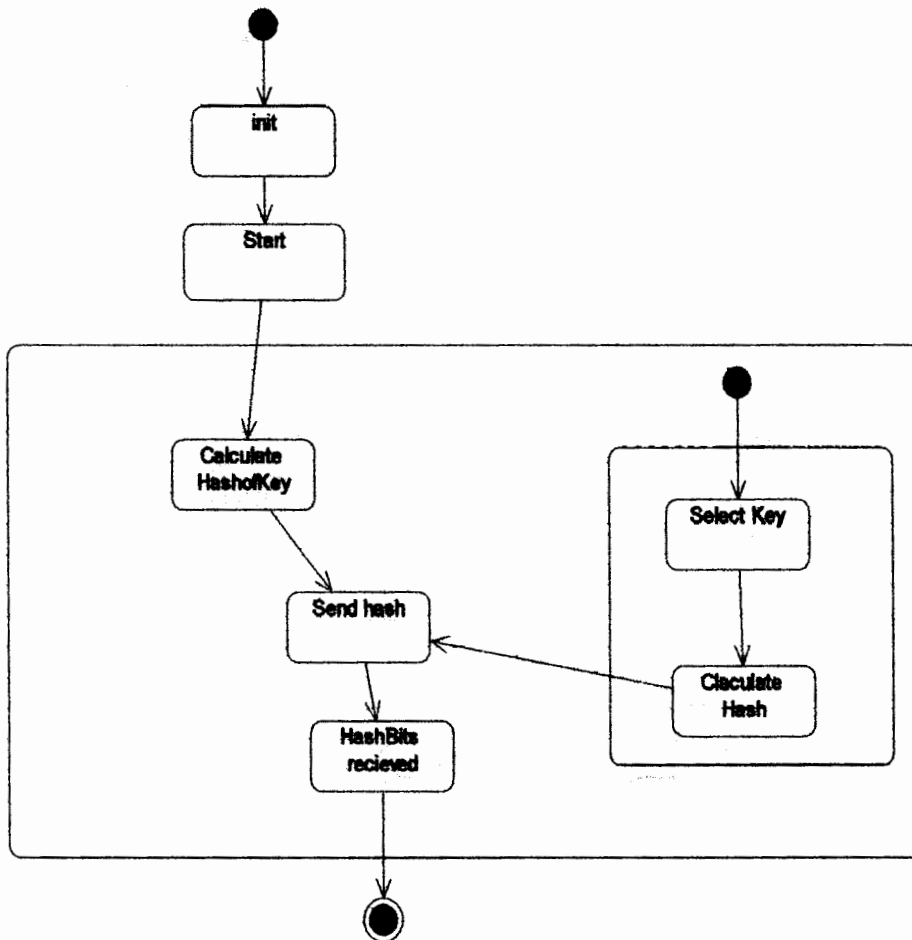 init
Start
Calculate
HashofKey
Select Key
Send hash
Claculate
Hash
HashBits
recieved